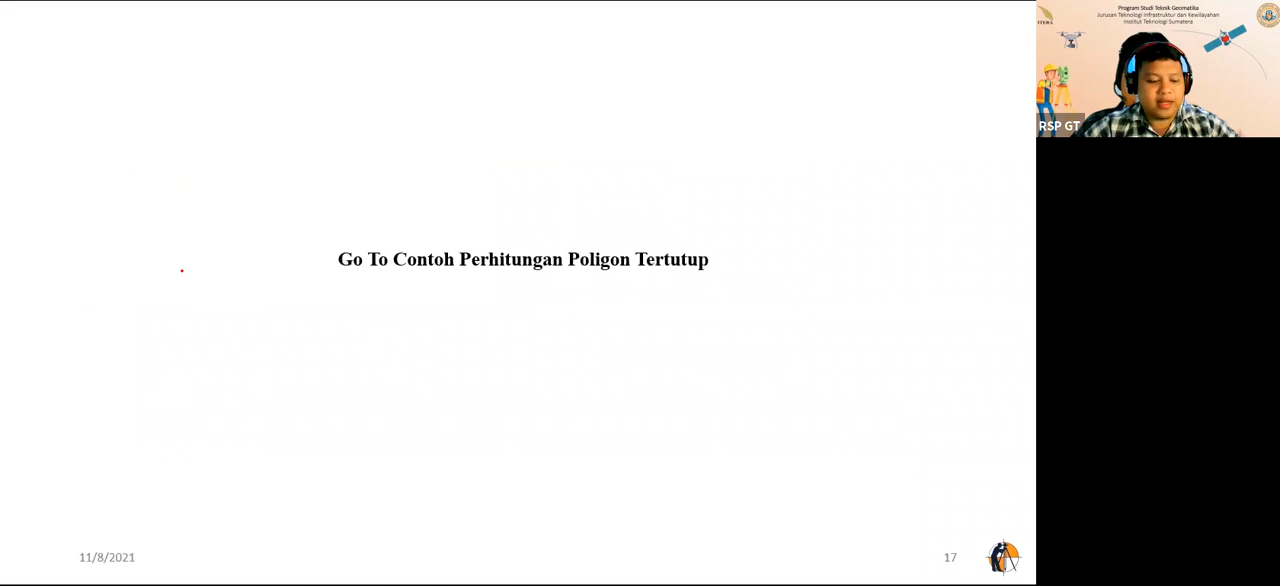 Program Studi Teknik Geomatika
Jurusan Teknologi Infrastruktur dan Kewilayahan
Institut Teknologi Sumatera
ITERA
RSP GT
Go To Contoh Perhitungan Poligon Tertutup
11/8/2021
17